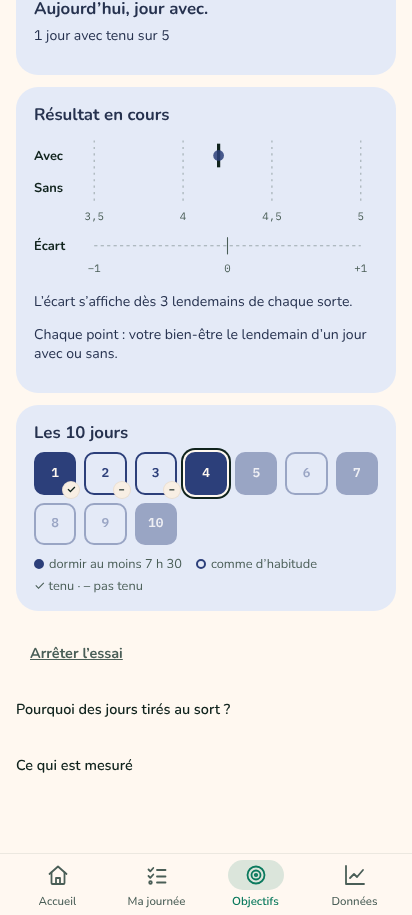 Aujourd’hui, jour avec.
1 jour avec tenu sur 5
Résultat en cours
Avec
Sans
3,5 4 4,5 5
Écart
−1 0 +1
L’écart s’affiche dès 3 lendemains de chaque sorte.
Chaque point : votre bien-être le lendemain d’un jour
avec ou sans.
Les 10 jours
1 2 3 4 5 6 7
8 9 10
dormir au moins 7 h 30 comme d’habitude
✓ tenu · – pas tenu
Arrêter l’essai
Pourquoi des jours tirés au sort ?
Ce qui est mesuré
Accueil Ma journée Objectifs Données